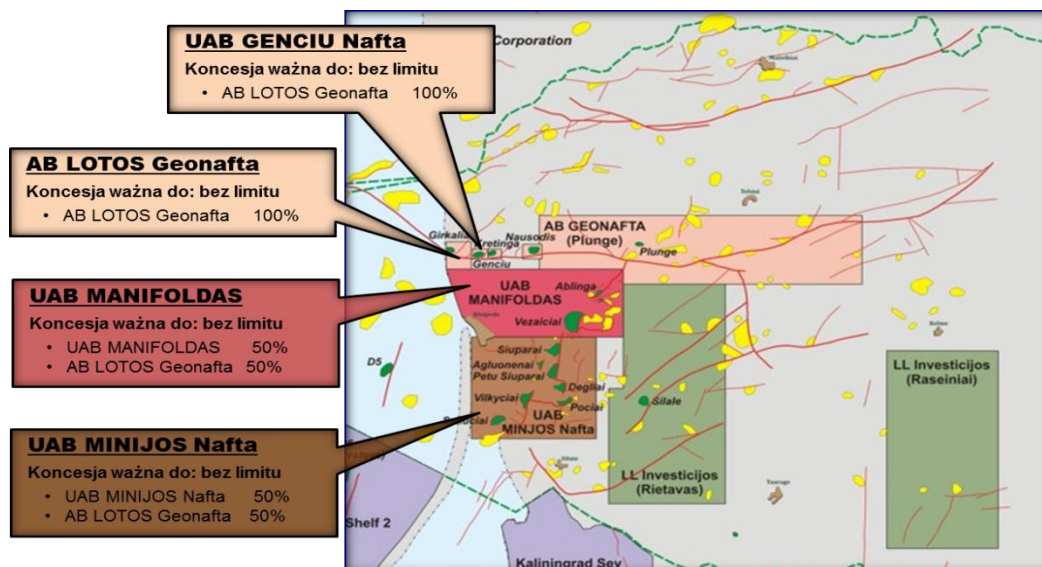 UAB GENCIU Nafta
Koncesja ważna do: bez limitu
• AB LOTOS Geonafta 100%
AB LOTOS Geonafta
Koncesja ważna do: bez limitu
• AB LOTOS Geonafta 100%
UAB MANIFOLDAS
Koncesja ważna do: bez limitu
• UAB MANIFOLDAS 50%
• AB LOTOS Geonafta 50%
UAB MINIJOS Nafta
Koncesja ważna do: bez limitu
• UAB MINIJOS Nafta 50%
• AB LOTOS Geonafta 50%
Corporation
Girkaliai
Nausodis
Genciu
AB GEONAFTA
(Plunge)
Plunge
UAB
MANIFOLDAS
Ablinga
Vezaiciai
Siuparai
Agluonenai
Petu Siuparai
Degliai
Vilkyciai
Pociai
UAB
MINIJOS Nafta
D5
Silale
LL Investicijos
(Rietavas)
LL Investicijos
(Raseiniai)
Taurage
Shelf 2
Kaliningrad Sev